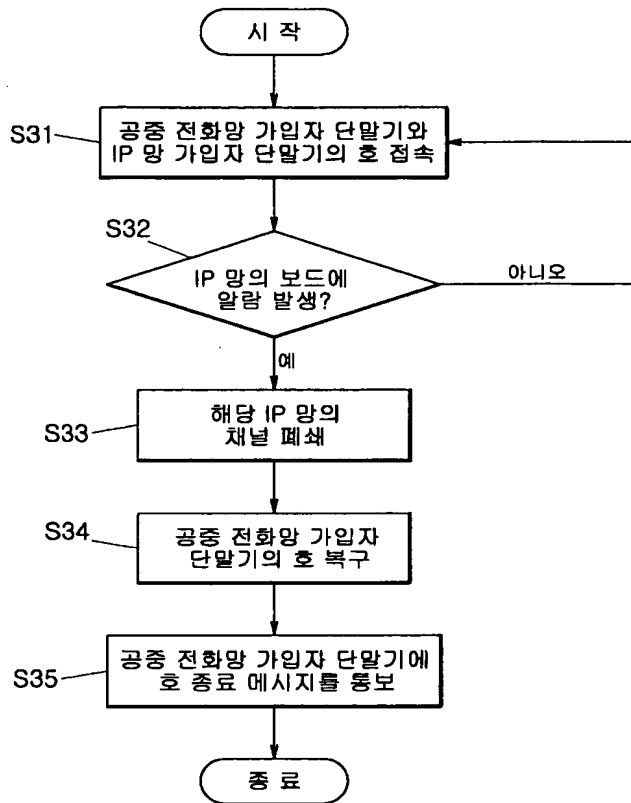 시 작
S31
공중 전화망 가입자 단말기와
IP 망 가입자 단말기의 호 접속
S32
IP 망의 보드에
알람 발생?
아니오
예
S33
해당 IP 망의
채널 폐쇄
S34
공중 전화망 가입자
단말기의 호 복구
S35
공중 전화망 가입자 단말기에
호 종료 메시지를 통보
종 료